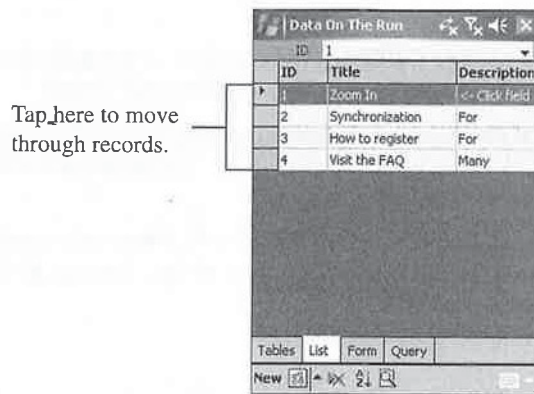 Data On The Run
ID 1
ID Title Description
1 Zoom In <- Click field
2 Synchronization For
3 How to register For
4 Visit the FAQ Many
Tap here to move
through records.
Tables List Form Query
New